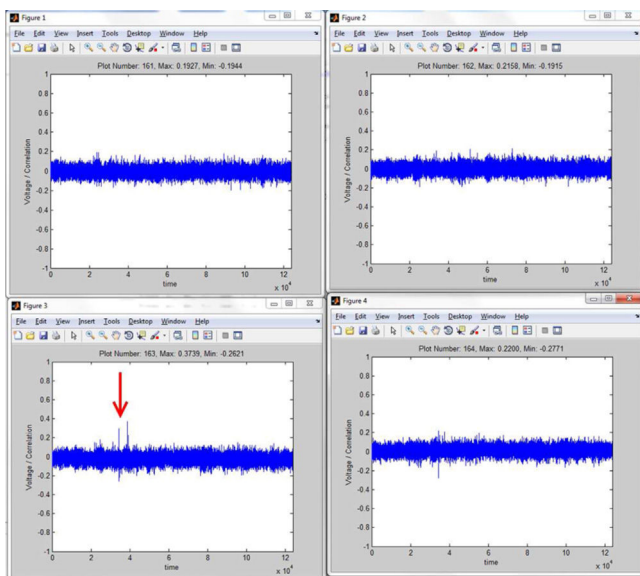 Figure 1
File Edit View Insert Tools Desktop Window Help
Plot Number: 161, Max: 0.1927, Min: -0.1944
1
0.8
0.6
0.4
0.2
0
-0.2
-0.4
-0.6
-0.8
-1
Voltage / Correlation
0 2 4 6 8 10 12
time
x 10^4
Figure 2
File Edit View Insert Tools Desktop Window Help
Plot Number: 162, Max: 0.2158, Min: -0.1915
1
0.8
0.6
0.4
0.2
0
-0.2
-0.4
-0.6
-0.8
-1
Voltage / Correlation
0 2 4 6 8 10 12
time
x 10^4
Figure 3
File Edit View Insert Tools Desktop Window Help
Plot Number: 163, Max: 0.3739, Min: -0.2621
1
0.8
0.6
0.4
0.2
0
-0.2
-0.4
-0.6
-0.8
-1
Voltage / Correlation
0 2 4 6 8 10 12
time
x 10^4
Figure 4
File Edit View Insert Tools Desktop Window Help
Plot Number: 164, Max: 0.2200, Min: -0.2771
1
0.8
0.6
0.4
0.2
0
-0.2
-0.4
-0.6
-0.8
-1
Voltage / Correlation
0 2 4 6 8 10 12
time
x 10^4